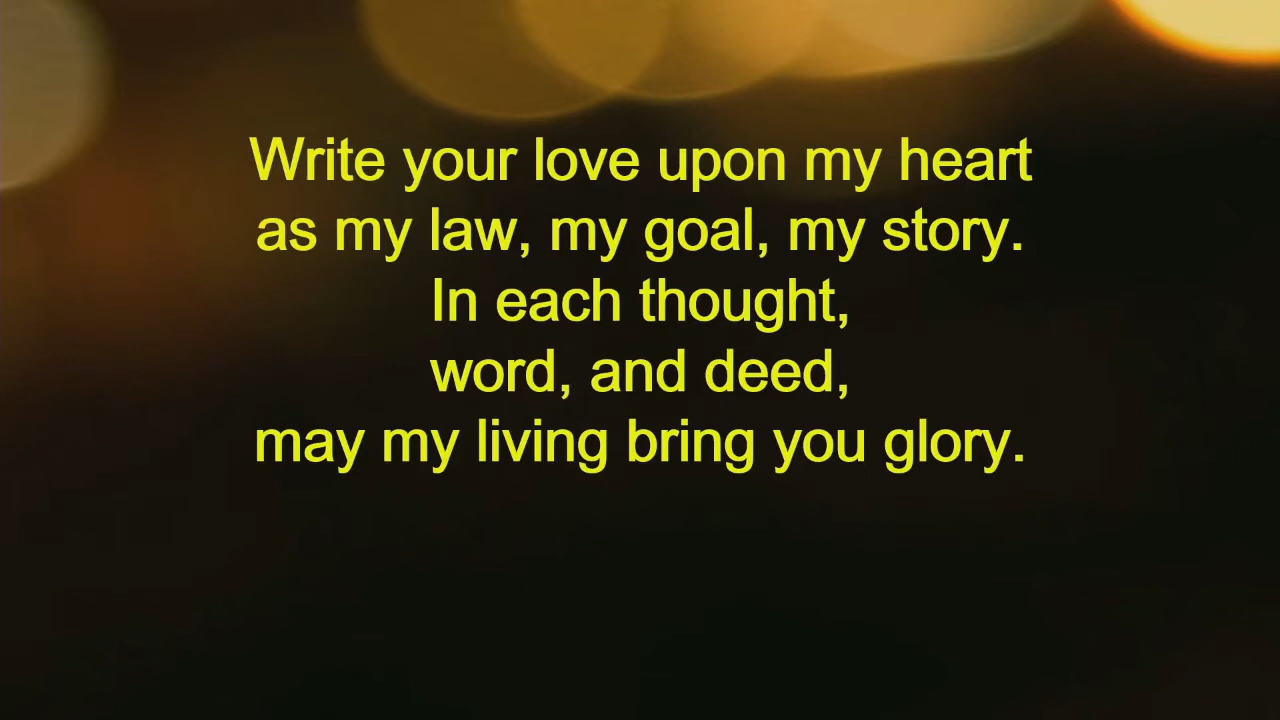 Write your love upon my heart
as my law, my goal, my story.
In each thought,
word, and deed,
may my living bring you glory.